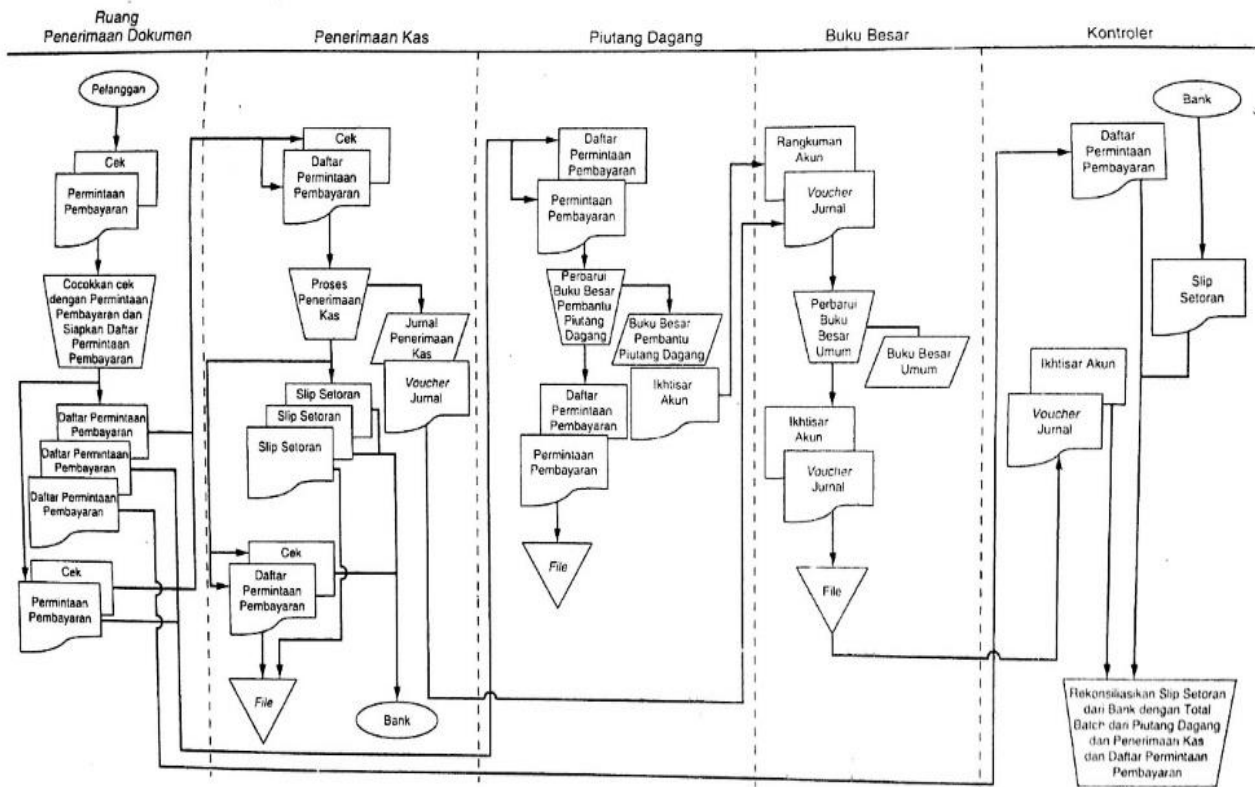 Ruang
Penerimaan Dokumen
Penerimaan Kas
Piutang Dagang
Buku Besar
Kontroler
Pelanggan
Cek
Permintaan
Pembayaran
Cocokkan cek
dengan Permintaan
Pembayaran dan
Siapkan Daftar
Permintaan
Pembayaran
Daftar Permintaan
Pembayaran
Daftar Permintaan
Pembayaran
Daftar Permintaan
Pembayaran
Cek
Permintaan
Pembayaran
Cek
Daftar
Permintaan
Pembayaran
Proses
Penerimaan
Kas
Jurnal
Penerimaan
Kas
Voucher
Jurnal
Slip Setoran
Slip Setoran
Slip Setoran
Cek
Daftar
Permintaan
Pembayaran
File
Bank
Daftar
Permintaan
Pembayaran
Permintaan
Pembayaran
Perbarui
Buku Besar
Pembantu
Piutang
Dagang
Buku Besar
Pembantu
Piutang Dagang
Ikhtisar
Akun
Daftar
Permintaan
Pembayaran
Permintaan
Pembayaran
File
Rangkuman
Akun
Voucher
Jurnal
Perbarui
Buku
Besar
Umum
Buku Besar
Umum
Ikhtisar
Akun
Voucher
Jurnal
File
Bank
Daftar
Permintaan
Pembayaran
Slip
Setoran
Ikhtisar Akun
Voucher
Jurnal
Rekonsiliasikan Slip Setoran
dari Bank dengan Total
Batch dari Piutang Dagang
dan Penerimaan Kas
dan Daftar Permintaan
Pembayaran